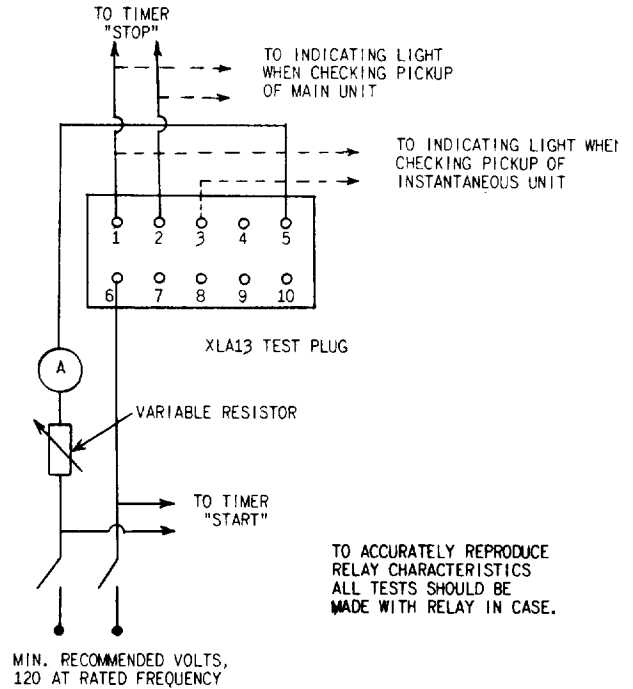 TO TIMER
"STOP"
TO INDICATING LIGHT
WHEN CHECKING PICKUP
OF MAIN UNIT
TO INDICATING LIGHT WHEN
CHECKING PICKUP OF
INSTANTANEOUS UNIT
1 2 3 4 5
6 7 8 9 10
XLA13 TEST PLUG
A
VARIABLE RESISTOR
TO TIMER
"START"
TO ACCURATELY REPRODUCE
RELAY CHARACTERISTICS
ALL TESTS SHOULD BE
MADE WITH RELAY IN CASE.
MIN. RECOMMENDED VOLTS,
120 AT RATED FREQUENCY